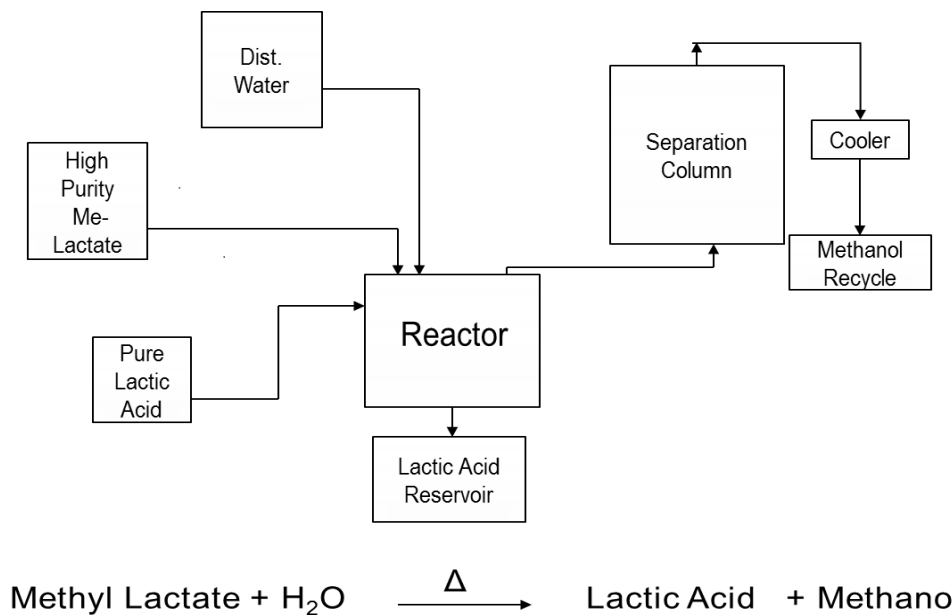 Dist.
Water
High
Purity
Me-
Lactate
Pure
Lactic
Acid
Reactor
Lactic Acid
Reservoir
Separation
Column
Cooler
Methanol
Recycle
Methyl Lactate + H₂O Δ Lactic Acid + Methano